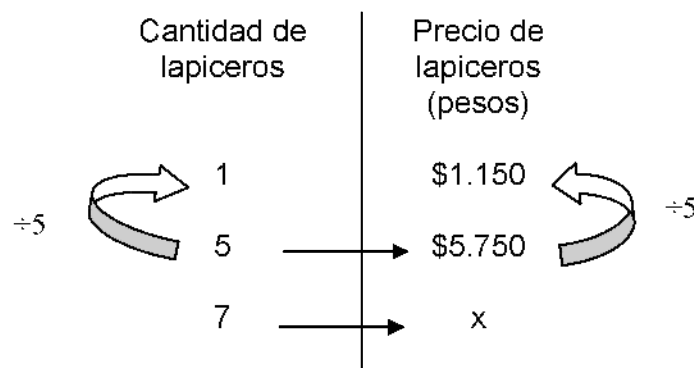 Cantidad de
lapiceros
Precio de
lapiceros
(pesos)
1
$1.150
÷5
÷5
5
$5.750
7
x